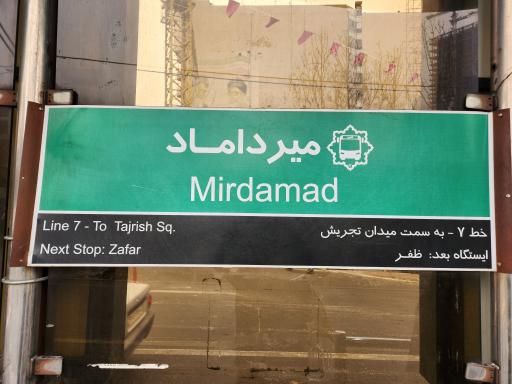 میرداماد
Mirdamad
Line 7 - To Tajrish Sq.
خط ۷ - به سمت میدان تجریش
Next Stop: Zafar
ایستگاه بعد: ظفر